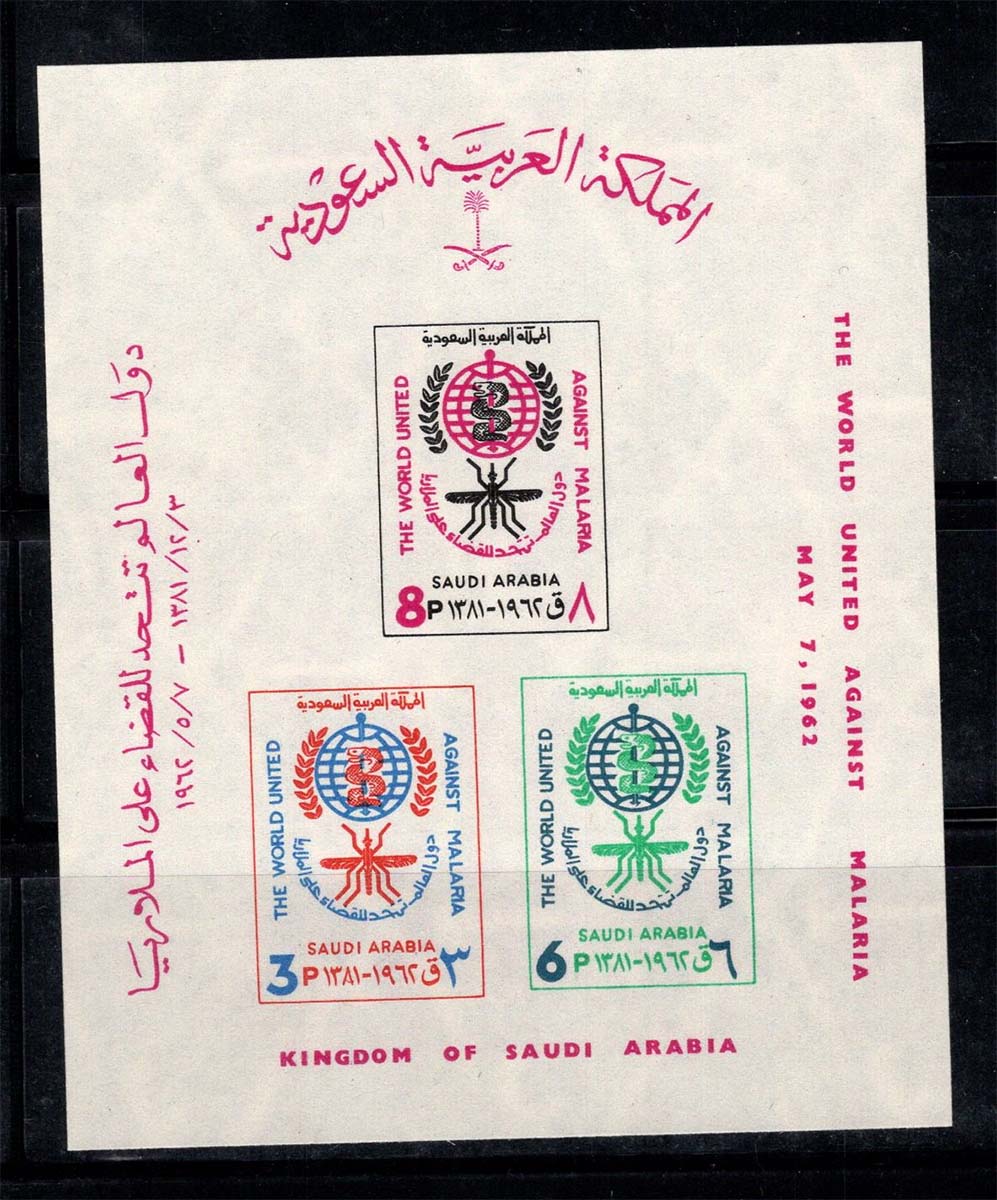 المملكة العربية السعودية
دول العالم تتحد للقضاء على الملاريا
١٣٨١/١٢/٣ - ١٩٦٢/٥/٧
THE WORLD UNITED AGAINST MALARIA
MAY 7, 1962
المملكة العربية السعودية
THE WORLD UNITED
AGAINST MALARIA
دول العالم تتحد للقضاء على الملاريا
SAUDI ARABIA
8P ١٣٨١-١٩٦٢ ق ٨
المملكة العربية السعودية
THE WORLD UNITED
AGAINST MALARIA
دول العالم تتحد للقضاء على الملاريا
SAUDI ARABIA
3P ١٣٨١-١٩٦٢ ق ٣
المملكة العربية السعودية
THE WORLD UNITED
AGAINST MALARIA
دول العالم تتحد للقضاء على الملاريا
SAUDI ARABIA
6P ١٣٨١-١٩٦٢ ق ٦
KINGDOM OF SAUDI ARABIA